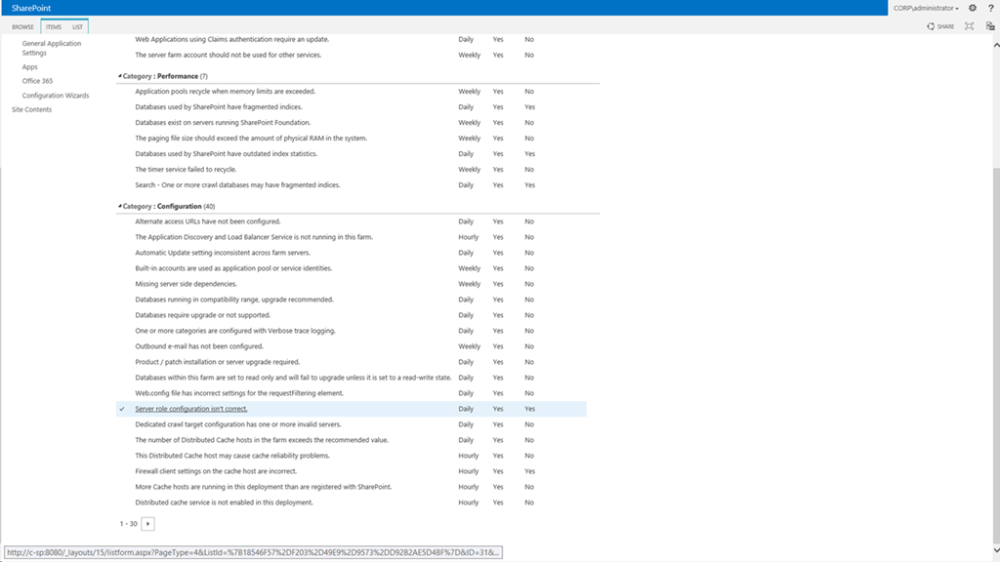 SharePoint
CORP\administrator
?
BROWSE ITEMS LIST
SHARE
General Application
Settings
Apps
Office 365
Configuration Wizards
Site Contents
Web Applications using Claims authentication require an update. Daily Yes No
The server farm account should not be used for other services. Weekly Yes No
Category : Performance (7)
Application pools recycle when memory limits are exceeded. Weekly Yes No
Databases used by SharePoint have fragmented indices. Daily Yes Yes
Databases exist on servers running SharePoint Foundation. Weekly Yes No
The paging file size should exceed the amount of physical RAM in the system. Weekly Yes No
Databases used by SharePoint have outdated index statistics. Daily Yes Yes
The timer service failed to recycle. Weekly Yes No
Search - One or more crawl databases may have fragmented indices. Daily Yes Yes
Category : Configuration (40)
Alternate access URLs have not been configured. Daily Yes No
The Application Discovery and Load Balancer Service is not running in this farm. Hourly Yes No
Automatic Update setting inconsistent across farm servers. Daily Yes No
Built-in accounts are used as application pool or service identities. Weekly Yes No
Missing server side dependencies. Weekly Yes No
Databases running in compatibility range, upgrade recommended. Daily Yes No
Databases require upgrade or not supported. Daily Yes No
One or more categories are configured with Verbose trace logging. Daily Yes No
Outbound e-mail has not been configured. Weekly Yes No
Product / patch installation or server upgrade required. Daily Yes No
Databases within this farm are set to read only and will fail to upgrade unless it is set to a read-write state. Daily Yes No
Web.config file has incorrect settings for the requestFiltering element. Daily Yes No
Server role configuration isn't correct. Daily Yes Yes
Dedicated crawl target configuration has one or more invalid servers. Daily Yes No
The number of Distributed Cache hosts in the farm exceeds the recommended value. Daily Yes No
This Distributed Cache host may cause cache reliability problems. Hourly Yes No
Firewall client settings on the cache host are incorrect. Hourly Yes Yes
More Cache hosts are running in this deployment than are registered with SharePoint. Hourly Yes No
Distributed cache service is not enabled in this deployment. Hourly Yes No
1 - 30
http://c-sp:8080/_layouts/15/listform.aspx?PageType=4&ListId=%7B18546F57%2DF203%2D49E9%2D9573%2DD92B2AE5D4BF%7D&ID=31&...